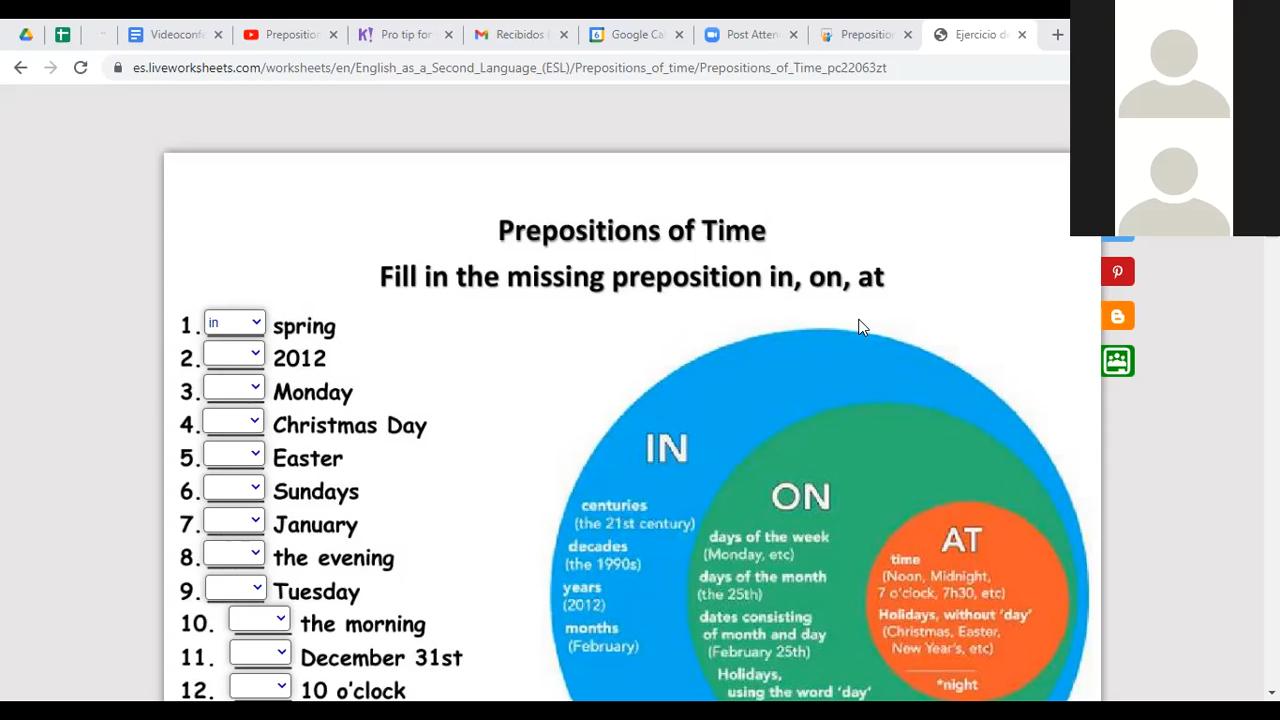 Videoconfe
Preposition
Pro tip for
Recibidos
Google Cal
Post Atten
Preposition
Ejercicio de
es.liveworksheets.com/worksheets/en/English_as_a_Second_Language_(ESL)/Prepositions_of_time/Prepositions_of_Time_pc22063zt
Prepositions of Time
Fill in the missing preposition in, on, at
1. in spring
2. 2012
3. Monday
4. Christmas Day
5. Easter
6. Sundays
7. January
8. the evening
9. Tuesday
10. the morning
11. December 31st
12. 10 o'clock
IN
centuries
(the 21st century)
decades
(the 1990s)
years
(2012)
months
(February)
ON
days of the week
(Monday, etc)
days of the month
(the 25th)
dates consisting
of month and day
(February 25th)
Holidays,
using the word 'day'
AT
time
(Noon, Midnight,
7 o'clock, 7h30, etc)
Holidays, without 'day'
(Christmas, Easter,
New Year's, etc)
*night